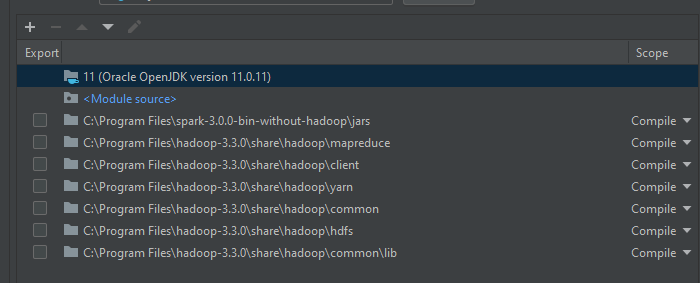 Export Scope
11 (Oracle OpenJDK version 11.0.11)
<Module source>
C:\Program Files\spark-3.0.0-bin-without-hadoop\jars Compile
C:\Program Files\hadoop-3.3.0\share\hadoop\mapreduce Compile
C:\Program Files\hadoop-3.3.0\share\hadoop\client Compile
C:\Program Files\hadoop-3.3.0\share\hadoop\yarn Compile
C:\Program Files\hadoop-3.3.0\share\hadoop\common Compile
C:\Program Files\hadoop-3.3.0\share\hadoop\hdfs Compile
C:\Program Files\hadoop-3.3.0\share\hadoop\common\lib Compile